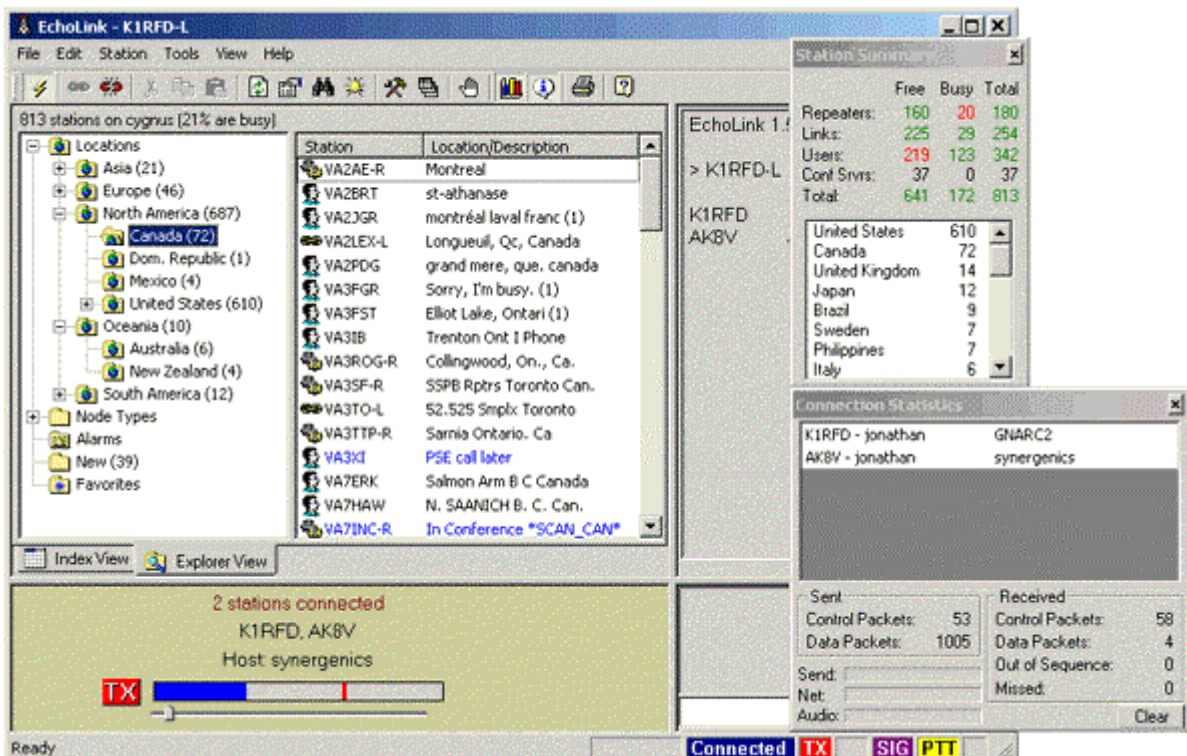 EchoLink - K1RFD-L
File Edit Station Tools View Help
813 stations on cygnus (21% are busy)
Locations
Asia (21)
Europe (46)
North America (687)
Canada (72)
Dom. Republic (1)
Mexico (4)
United States (610)
Oceania (10)
Australia (6)
New Zealand (4)
South America (12)
Node Types
Alarms
New (39)
Favorites
Station Location/Description
VA2AE-R Montreal
VA2BRT st-athanase
VA2JGR montréal laval franc (1)
VA2LEX-L Longueuil, Qc, Canada
VA2PDG grand mere, que. canada
VA3FGR Sorry, I'm busy. (1)
VA3FST Elliot Lake, Ontari (1)
VA3IB Trenton Ont I Phone
VA3ROG-R Collingwood, On., Ca.
VA3SF-R SSPB Rptrs Toronto Can.
VA3TO-L 52.525 Smplx Toronto
VA3TTP-R Sarnia Ontario. Ca
VA3XI PSE call later
VA7ERK Salmon Arm B C Canada
VA7HAW N. SAANICH B. C. Can.
VA7INC-R In Conference *SCAN_CAN*
Index View Explorer View
EchoLink 1.5
> K1RFD-L
K1RFD
AK8V
2 stations connected
K1RFD, AK8V
Host: synergenics
TX
Station Summary
Free Busy Total
Repeaters: 160 20 180
Links: 225 29 254
Users: 219 123 342
Conf Srvrs: 37 0 37
Total: 641 172 813
United States 610
Canada 72
United Kingdom 14
Japan 12
Brazil 9
Sweden 7
Philippines 7
Italy 6
Connection Statistics
K1RFD - jonathan GNARC2
AK8V - jonathan synergenics
Sent
Control Packets: 53
Data Packets: 1005
Received
Control Packets: 58
Data Packets: 4
Out of Sequence: 0
Missed: 0
Send:
Net:
Audio:
Clear
Ready
Connected TX SIG PTT